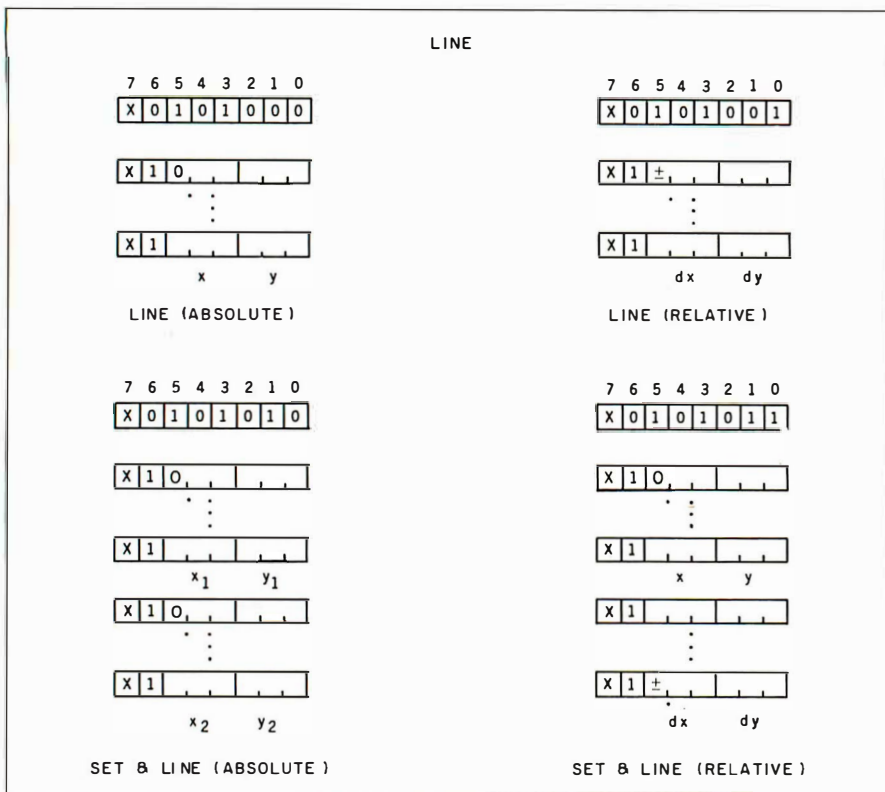 LINE
7 6 5 4 3 2 1 0
X 0 1 0 1 0 0 0
X 1 0
X 1
x y
LINE (ABSOLUTE)
7 6 5 4 3 2 1 0
X 0 1 0 1 0 0 1
X 1 ±
X 1
dx dy
LINE (RELATIVE)
7 6 5 4 3 2 1 0
X 0 1 0 1 0 1 0
X 1 0
X 1
x1 y1
X 1 0
X 1
x2 y2
SET & LINE (ABSOLUTE)
7 6 5 4 3 2 1 0
X 0 1 0 1 0 1 1
X 1 0
X 1
x y
X 1
X 1 ±
dx dy
SET & LINE (RELATIVE)